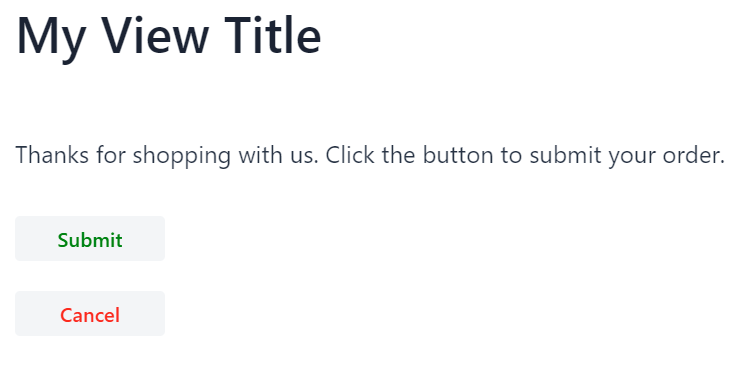 My View Title
Thanks for shopping with us. Click the button to submit your order.
Submit
Cancel